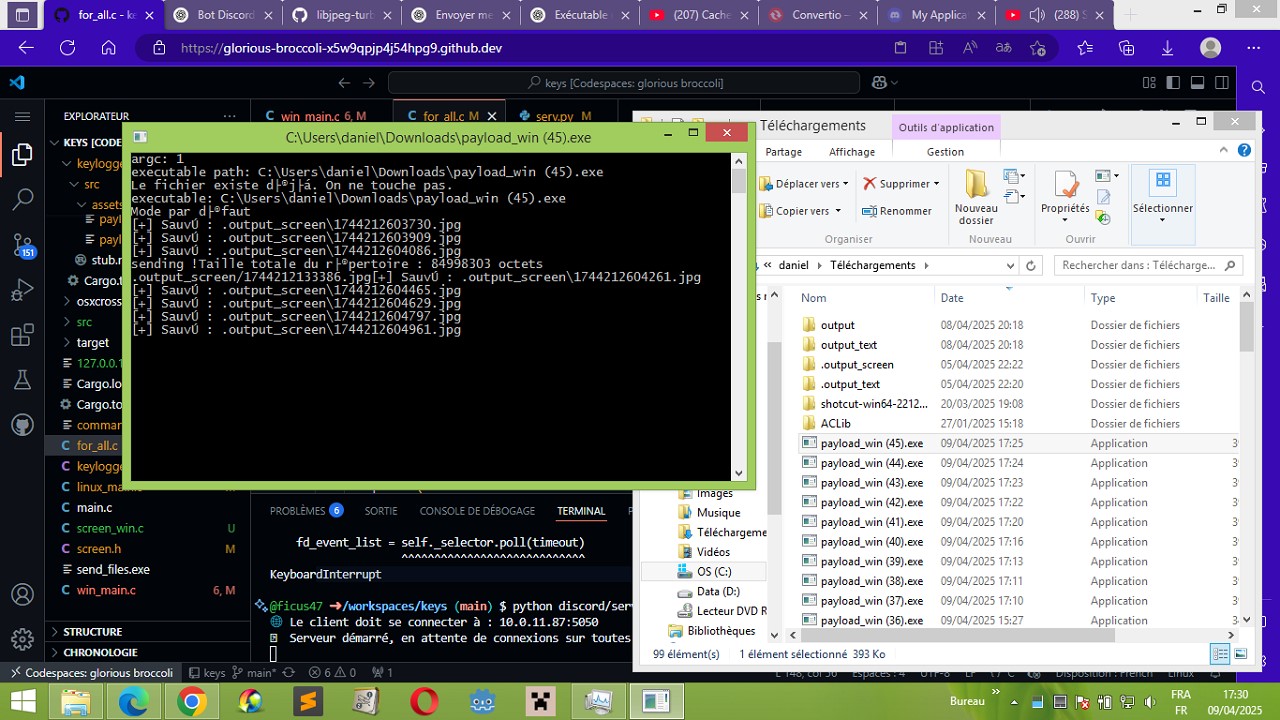 for_all.c - ke
Bot Discord
libjpeg-turb
Envoyer me
Exécutable
(207) Cache
Convertio —
My Applica
(288) S
https://glorious-broccoli-x5w9qpjp4j54hpg9.github.dev
keys [Codespaces: glorious broccoli]
EXPLORATEUR
win_main.c 6, M
for_all.c M
serv.py
KEYS [CODE
keylogge
src
assets
payl
payl
stub.r
Cargo.t
osxcross
src
target
127.0.0.1
Cargo.lo
Cargo.to
comman
for_all.c
keylogge
linux_mai
main.c
screen_win.c U
screen.h M
send_files.exe
win_main.c 6, M
STRUCTURE
CHRONOLOGIE
151
C:\Users\daniel\Downloads\payload_win (45).exe
argc: 1
executable path: C:\Users\daniel\Downloads\payload_win (45).exe
Le fichier existe d├®j├á. On ne touche pas.
executable: C:\Users\daniel\Downloads\payload_win (45).exe
Mode par d├®faut
[+] SauvÚ : .output_screen\1744212603730.jpg
[+] SauvÚ : .output_screen\1744212603909.jpg
[+] SauvÚ : .output_screen\1744212604086.jpg
sending !Taille totale du r├®pertoire : 84998303 octets
.output_screen/1744212133386.jpg[+] SauvÚ : .output_screen\1744212604261.jpg
[+] SauvÚ : .output_screen\1744212604465.jpg
[+] SauvÚ : .output_screen\1744212604629.jpg
[+] SauvÚ : .output_screen\1744212604797.jpg
[+] SauvÚ : .output_screen\1744212604961.jpg
PROBLÈMES 6 SORTIE CONSOLE DE DÉBOGAGE TERMINAL
fd_event_list = self._selector.poll(timeout)
^^^^^^^^^^^^^^^^^^^^^^^^^^^
KeyboardInterrupt
@ficus47 ➜/workspaces/keys (main) $ python discord/serv
Le client doit se connecter à : 10.0.11.87:5050
Serveur démarré, en attente de connexions sur toutes
Téléchargements
Outils d'application
Partage Affichage Gestion
Déplacer vers Supprimer
Copier vers Renommer
Nouveau dossier
Propriétés
Sélectionner
Organiser Nouveau Ouvrir
« daniel Téléchargements
Rechercher dans : Télécharge...
Nom Date Type Taille
output 08/04/2025 20:18 Dossier de fichiers
output_text 08/04/2025 20:18 Dossier de fichiers
.output_screen 05/04/2025 22:22 Dossier de fichiers
.output_text 05/04/2025 22:20 Dossier de fichiers
shotcut-win64-2212... 20/03/2025 19:08 Dossier de fichiers
ACLib 27/01/2025 15:18 Dossier de fichiers
payload_win (45).exe 09/04/2025 17:25 Application
payload_win (44).exe 09/04/2025 17:24 Application
payload_win (43).exe 09/04/2025 17:23 Application
payload_win (42).exe 09/04/2025 17:22 Application
payload_win (41).exe 09/04/2025 17:20 Application
payload_win (40).exe 09/04/2025 17:16 Application
payload_win (39).exe 09/04/2025 17:13 Application
payload_win (38).exe 09/04/2025 17:11 Application
payload_win (37).exe 09/04/2025 17:10 Application
payload_win (36).exe 09/04/2025 15:27 Application
Images
Musique
Téléchargeme
Vidéos
OS (C:)
Data (D:)
Lecteur DVD R
Bibliothèques
99 élément(s) 1 élément sélectionné 393 Ko
Codespaces: glorious broccoli keys main* 6 0 1
Bureau
FRA
FR
17:30
09/04/2025